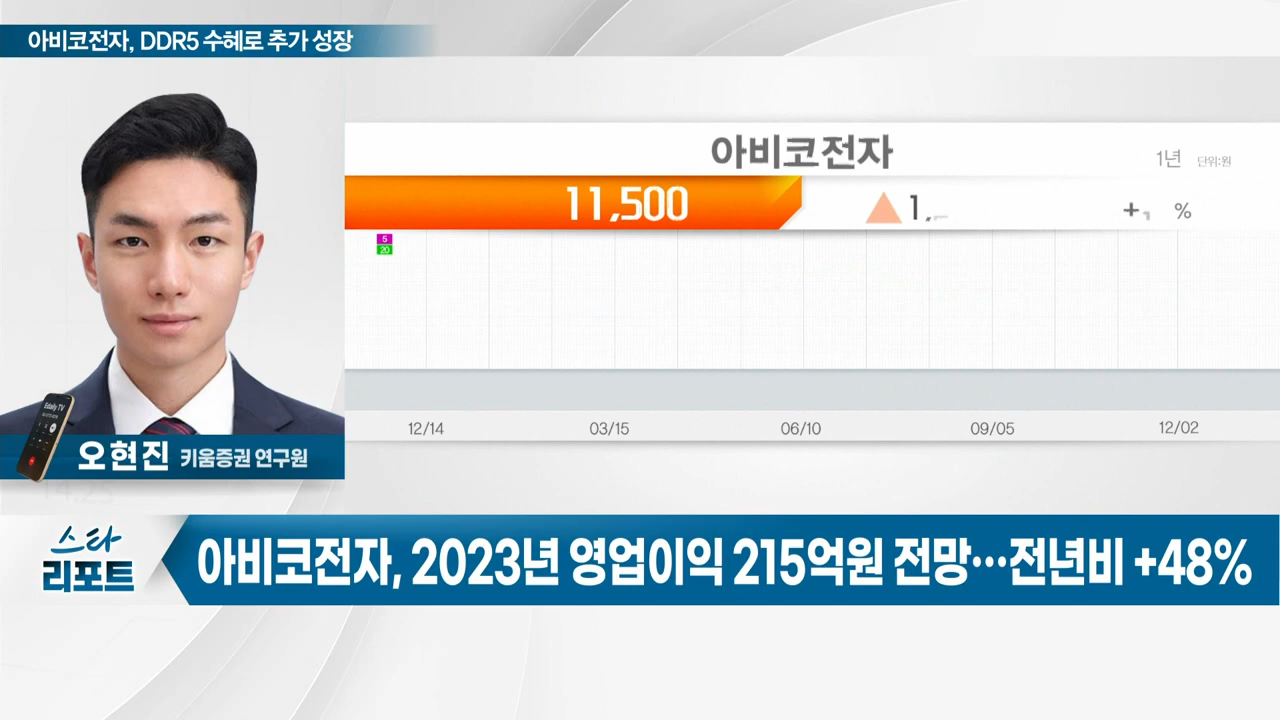 아비코전자, DDR5 수혜로 추가 성장
아비코전자
1년 단위:원
11,500
▲1,
+ %
5
20
12/14
03/15
06/10
09/05
12/02
Edaily TV
오현진 키움증권 연구원
스타
리포트
아비코전자, 2023년 영업이익 215억원 전망…전년비 +48%